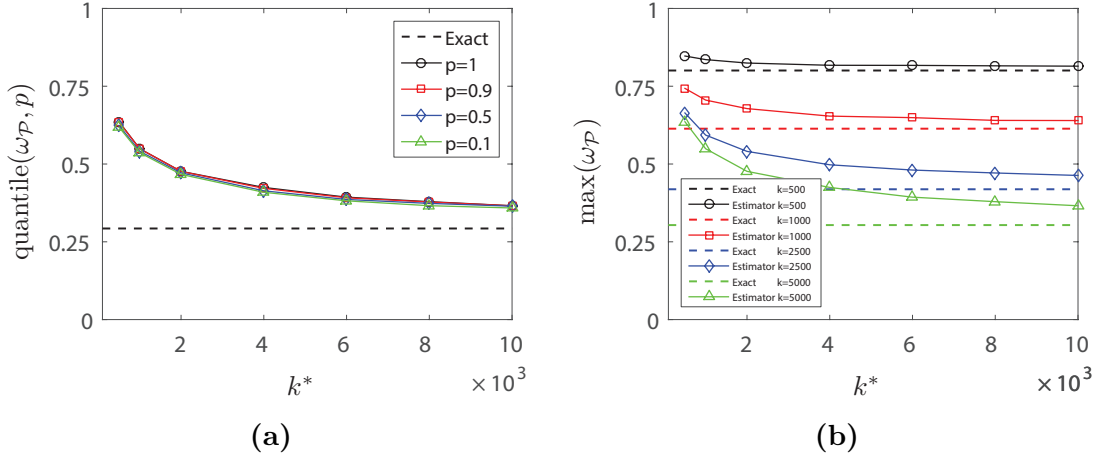 1
0.75
0.5
0.25
0
quantile(ω_𝒫, p)
Exact
p=1
p=0.9
p=0.5
p=0.1
2 4 6 8 10
k* × 10³
(a)
1
0.75
0.5
0.25
0
max(ω_𝒫)
Exact k=500
Estimator k=500
Exact k=1000
Estimator k=1000
Exact k=2500
Estimator k=2500
Exact k=5000
Estimator k=5000
2 4 6 8 10
k* × 10³
(b)